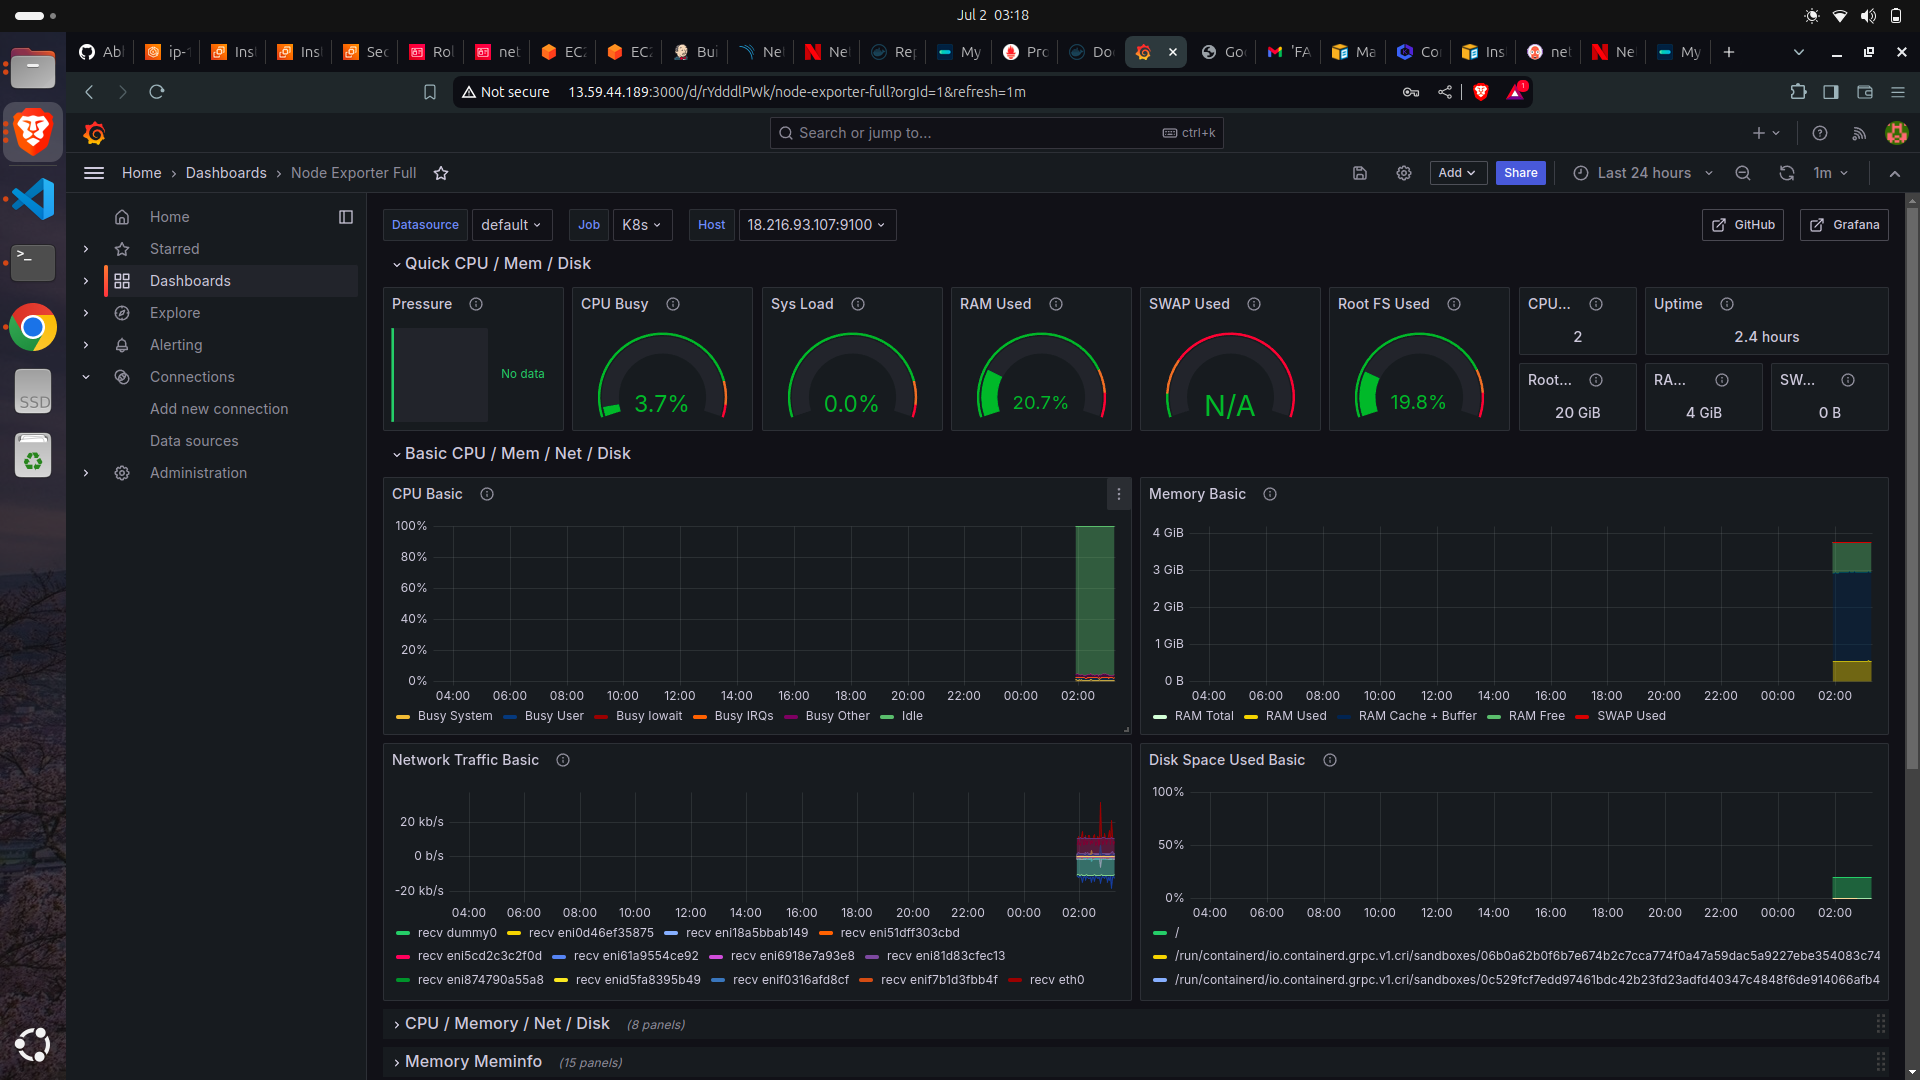 Jul 2 03:18
Ab
ip-1
Inst
Inst
Sec
Rol
net
EC2
EC2
Bui
Net
Net
Rep
My
Pro
Doc
Go
'FA
Ma
Con
Inst
net
Net
My
Not secure
13.59.44.189:3000/d/rYdddlPWk/node-exporter-full?orgId=1&refresh=1m
1
Search or jump to...
ctrl+k
Home › Dashboards › Node Exporter Full
Add
Share
Last 24 hours
1m
Home
Starred
Dashboards
Explore
Alerting
Connections
Add new connection
Data sources
Administration
SSD
Datasource
default
Job
K8s
Host
18.216.93.107:9100
GitHub
Grafana
Quick CPU / Mem / Disk
Pressure
No data
CPU Busy
3.7%
Sys Load
0.0%
RAM Used
20.7%
SWAP Used
N/A
Root FS Used
19.8%
CPU...
2
Uptime
2.4 hours
Root...
20 GiB
RA...
4 GiB
SW...
0 B
Basic CPU / Mem / Net / Disk
CPU Basic
100%
80%
60%
40%
20%
0%
04:00 06:00 08:00 10:00 12:00 14:00 16:00 18:00 20:00 22:00 00:00 02:00
Busy System Busy User Busy Iowait Busy IRQs Busy Other Idle
Memory Basic
4 GiB
3 GiB
2 GiB
1 GiB
0 B
04:00 06:00 08:00 10:00 12:00 14:00 16:00 18:00 20:00 22:00 00:00 02:00
RAM Total RAM Used RAM Cache + Buffer RAM Free SWAP Used
Network Traffic Basic
20 kb/s
0 b/s
-20 kb/s
04:00 06:00 08:00 10:00 12:00 14:00 16:00 18:00 20:00 22:00 00:00 02:00
recv dummy0 recv eni0d46ef35875 recv eni18a5bbab149 recv eni51dff303cbd
recv eni5cd2c3c2f0d recv eni61a9554ce92 recv eni6918e7a93e8 recv eni81d83cfec13
recv eni874790a55a8 recv enid5fa8395b49 recv enif0316afd8cf recv enif7b1d3fbb4f recv eth0
Disk Space Used Basic
100%
50%
0%
04:00 06:00 08:00 10:00 12:00 14:00 16:00 18:00 20:00 22:00 00:00 02:00
/
/run/containerd/io.containerd.grpc.v1.cri/sandboxes/06b0a62b0f6b7e674b2c7cca774f0a47a59dac5a9227ebe354083c74
/run/containerd/io.containerd.grpc.v1.cri/sandboxes/0c529fcf7edd97461bdc42b23fd23adfd40347c4848f6de914066afb4
CPU / Memory / Net / Disk (8 panels)
Memory Meminfo (15 panels)